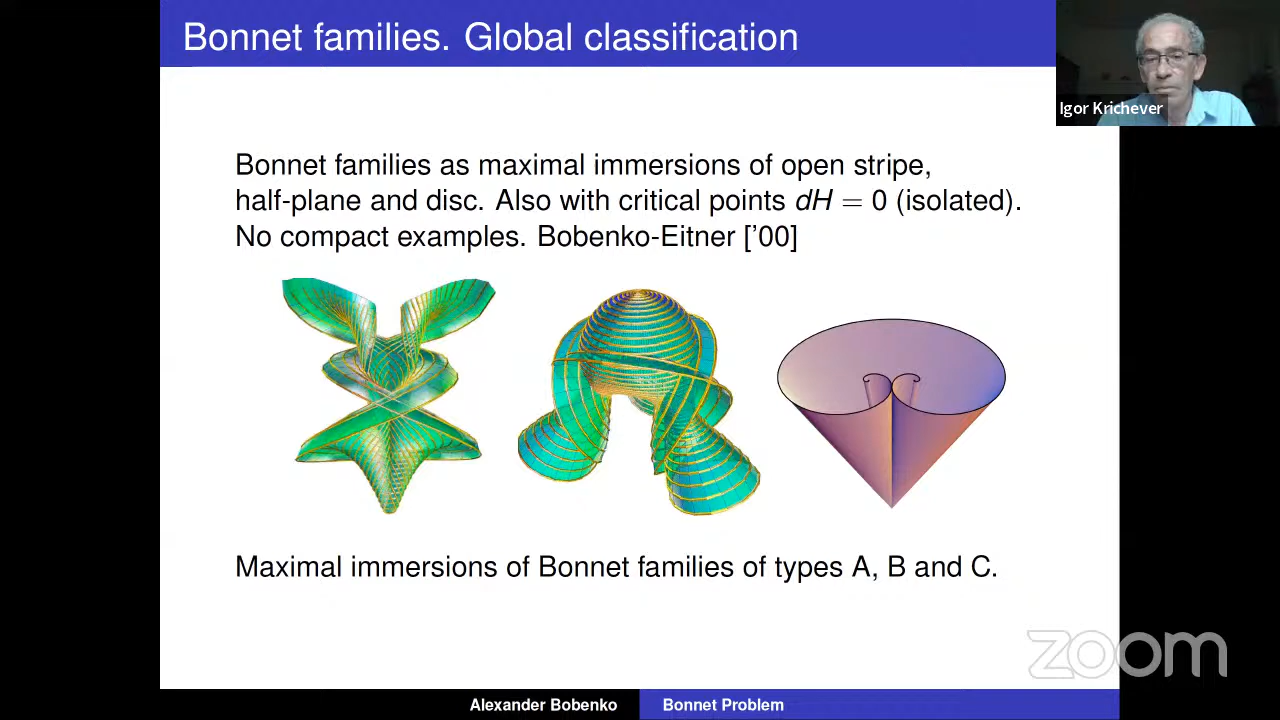 Bonnet families. Global classification
Igor Krichever
Bonnet families as maximal immersions of open stripe,
half-plane and disc. Also with critical points dH = 0 (isolated).
No compact examples. Bobenko-Eitner ['00]
Maximal immersions of Bonnet families of types A, B and C.
zoom
Alexander Bobenko
Bonnet Problem